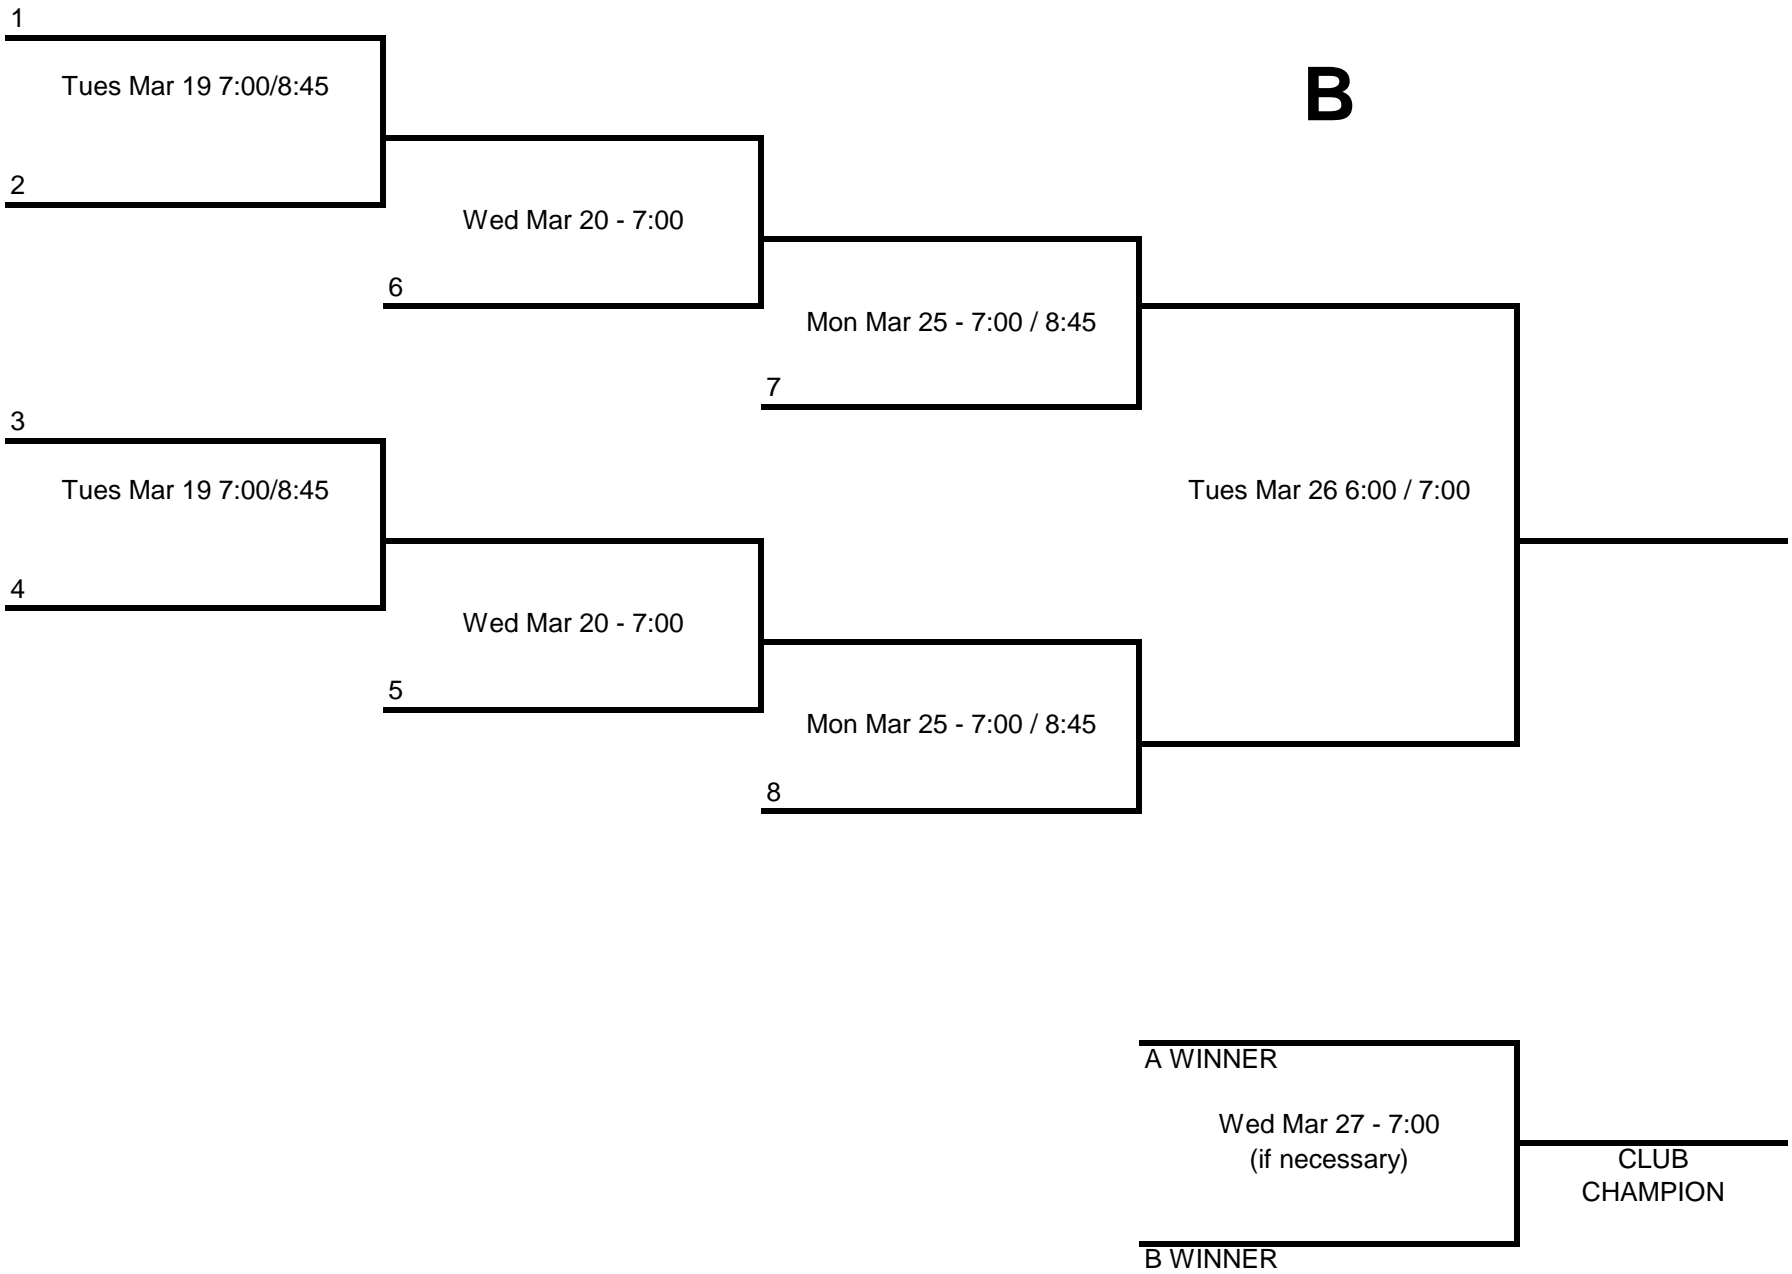 1
Tues Mar 19 7:00/8:45
B
2
Wed Mar 20 - 7:00
6
Mon Mar 25 - 7:00 / 8:45
7
3
Tues Mar 19 7:00/8:45
Tues Mar 26 6:00 / 7:00
4
Wed Mar 20 - 7:00
5
Mon Mar 25 - 7:00 / 8:45
8
A WINNER
Wed Mar 27 - 7:00
(if necessary)
CLUB
CHAMPION
B WINNER